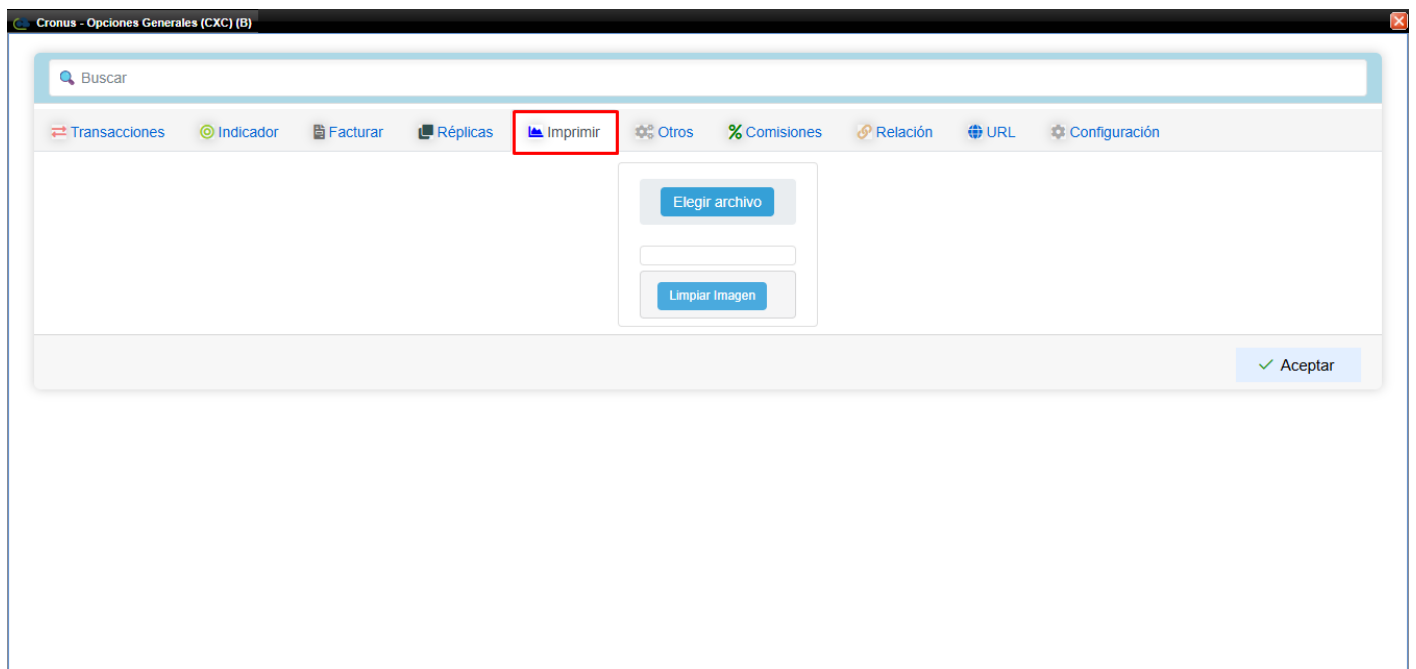 Cronus - Opciones Generales (CXC) (B)
Buscar
Transacciones Indicador Facturar Réplicas Imprimir Otros Comisiones Relación URL Configuración
Elegir archivo
Limpiar Imagen
Aceptar